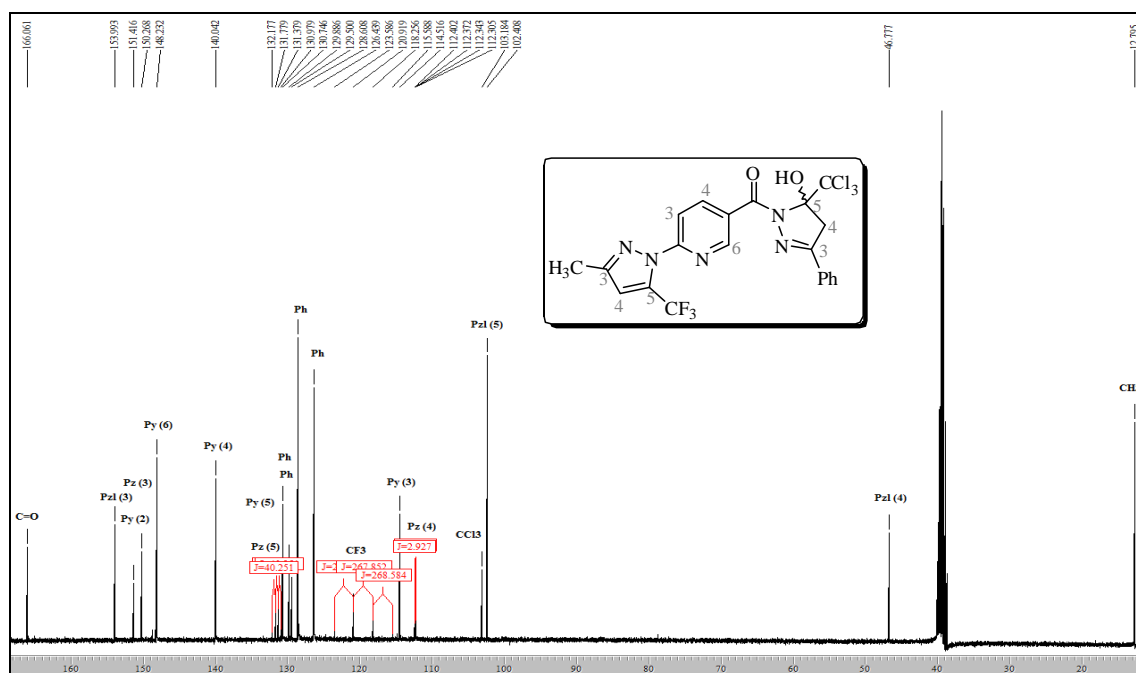 166.061
153.993
151.416
150.268
148.232
140.042
132.177
131.779
131.379
130.979
130.746
129.886
129.500
128.608
126.439
123.586
120.919
118.256
115.588
114.516
112.402
112.372
112.343
112.305
103.184
102.408
46.777
12.795
O
HO
CCl3
4
5
3
N
4
6
N
3
N
N
N
H3C
3
Ph
4
5
CF3
Ph
Pzl (5)
Ph
CH
Py (6)
Py (4)
Ph
Pz (3)
Ph
Py (3)
Pzl (3)
Py (5)
Pzl (4)
C=O
Py (2)
Pz (4)
Pz (5)
CF3
CCl3
J=2.927
J=40.251
J=2
J=267.852
J=268.584
160 150 140 130 120 110 100 90 80 70 60 50 40 30 20